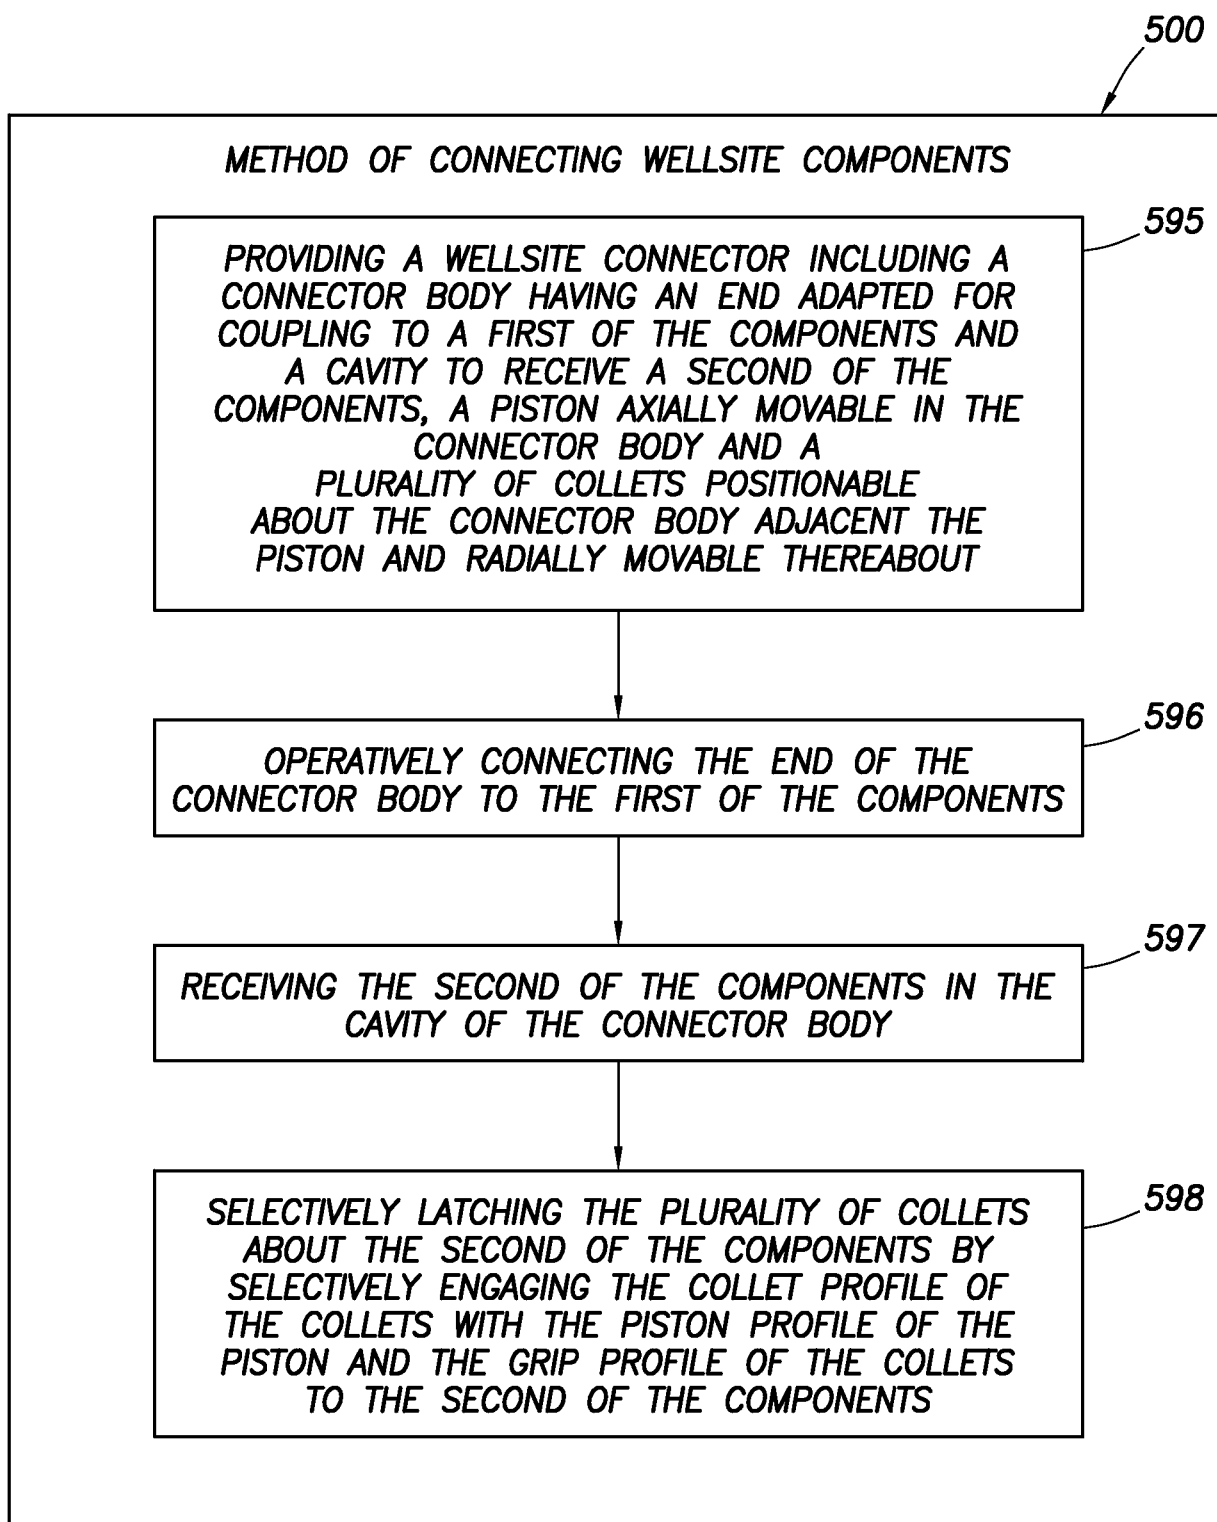 500
METHOD OF CONNECTING WELLSITE COMPONENTS
595
PROVIDING A WELLSITE CONNECTOR INCLUDING A
CONNECTOR BODY HAVING AN END ADAPTED FOR
COUPLING TO A FIRST OF THE COMPONENTS AND
A CAVITY TO RECEIVE A SECOND OF THE
COMPONENTS, A PISTON AXIALLY MOVABLE IN THE
CONNECTOR BODY AND A
PLURALITY OF COLLETS POSITIONABLE
ABOUT THE CONNECTOR BODY ADJACENT THE
PISTON AND RADIALLY MOVABLE THEREABOUT
596
OPERATIVELY CONNECTING THE END OF THE
CONNECTOR BODY TO THE FIRST OF THE COMPONENTS
597
RECEIVING THE SECOND OF THE COMPONENTS IN THE
CAVITY OF THE CONNECTOR BODY
598
SELECTIVELY LATCHING THE PLURALITY OF COLLETS
ABOUT THE SECOND OF THE COMPONENTS BY
SELECTIVELY ENGAGING THE COLLET PROFILE OF
THE COLLETS WITH THE PISTON PROFILE OF THE
PISTON AND THE GRIP PROFILE OF THE COLLETS
TO THE SECOND OF THE COMPONENTS